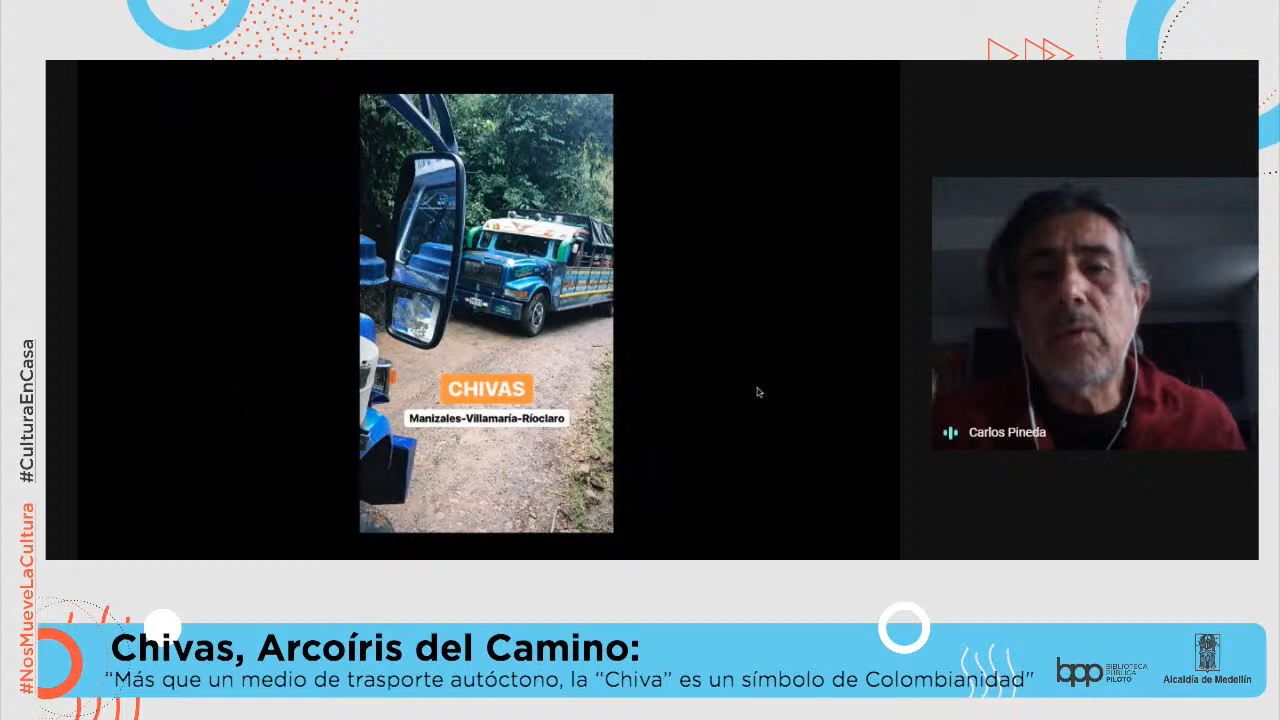 #NosMueveLaCultura #CulturaEnCasa
CHIVAS
Manizales-Villamaría-Ríoclaro
Carlos Pineda
Chivas, Arcoíris del Camino:
“Más que un medio de trasporte autóctono, la “Chiva” es un símbolo de Colombianidad"
bpp BIBLIOTECA
PÚBLICA
PILOTO
Alcaldía de Medellín